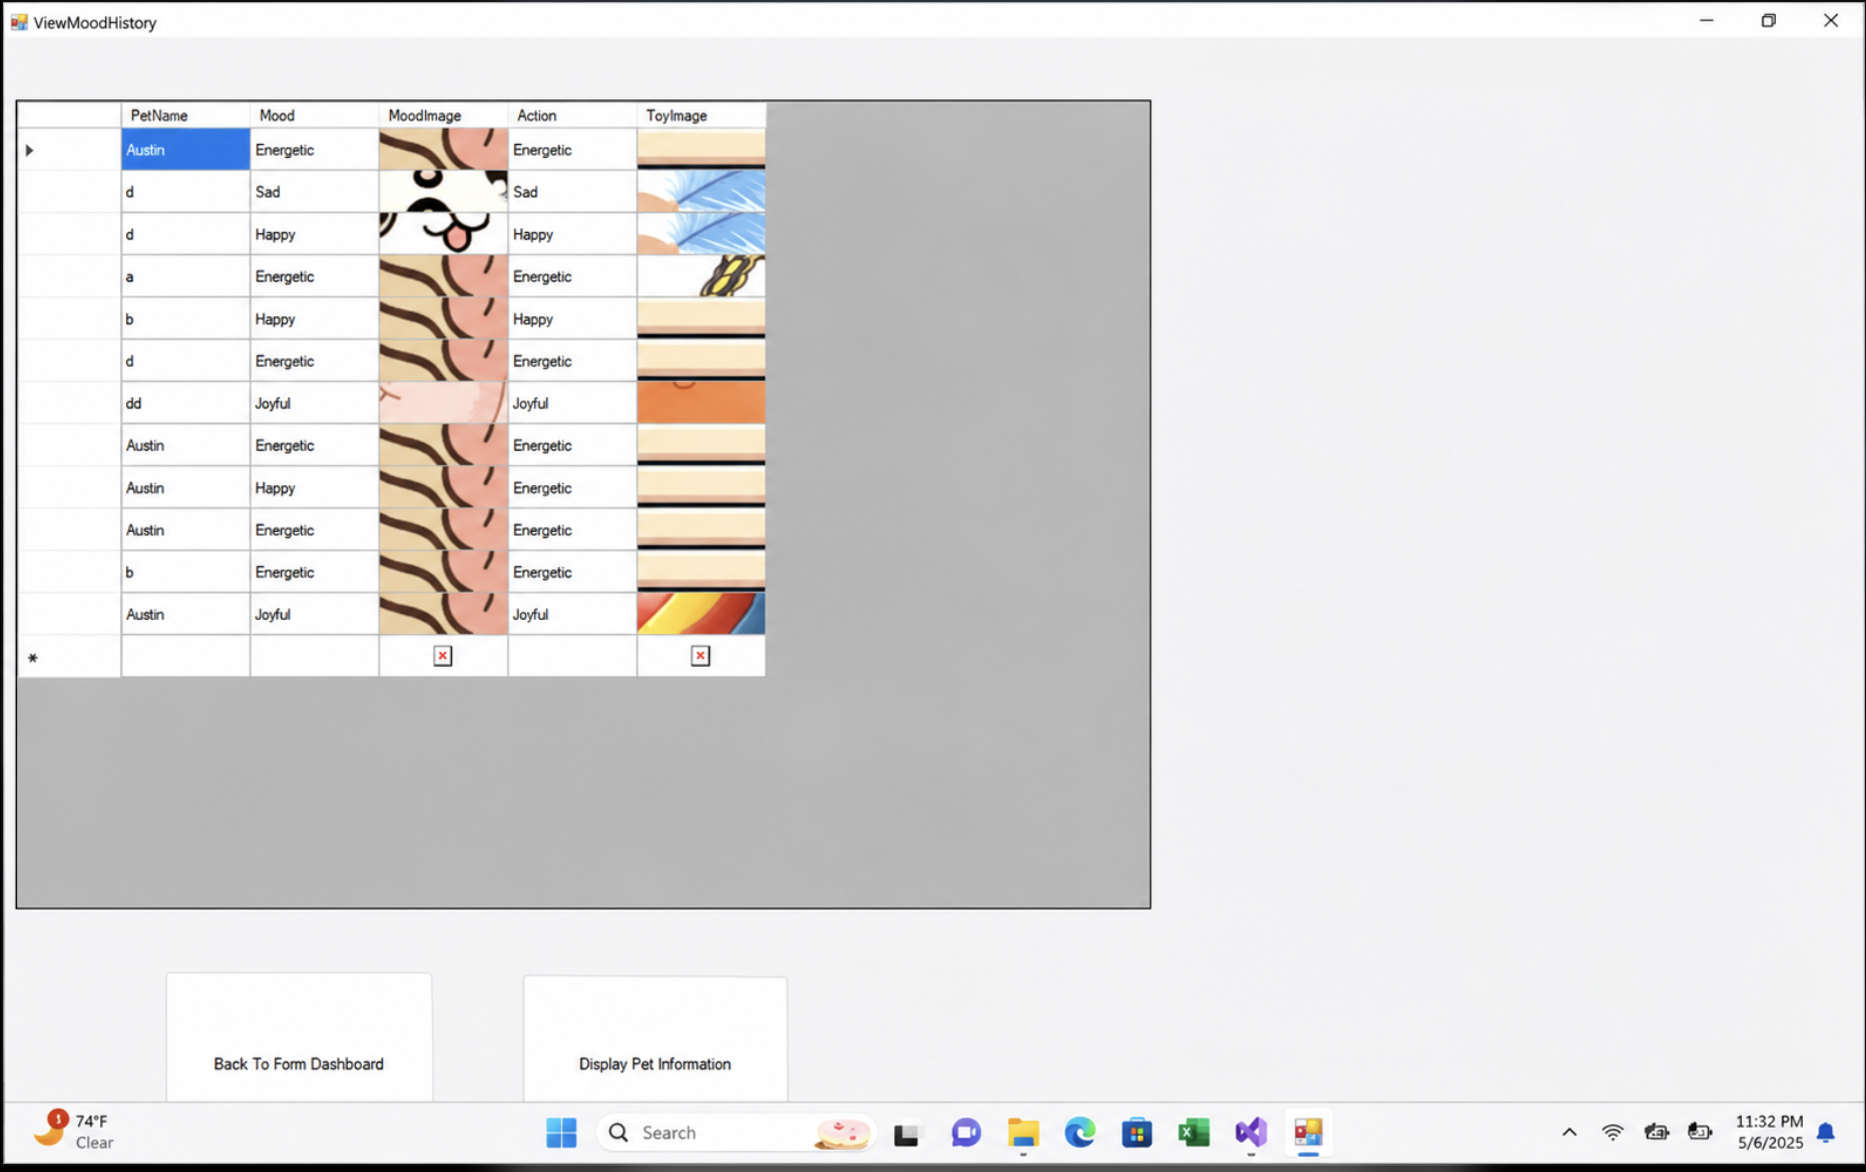 ViewMoodHistory
PetName Mood MoodImage Action ToyImage
Austin Energetic Energetic
d Sad Sad
d Happy Happy
a Energetic Energetic
b Happy Happy
d Energetic Energetic
dd Joyful Joyful
Austin Energetic Energetic
Austin Happy Energetic
Austin Energetic Energetic
b Energetic Energetic
Austin Joyful Joyful
*
Back To Form Dashboard
Display Pet Information
1
74°F
Clear
Search
11:32 PM
5/6/2025